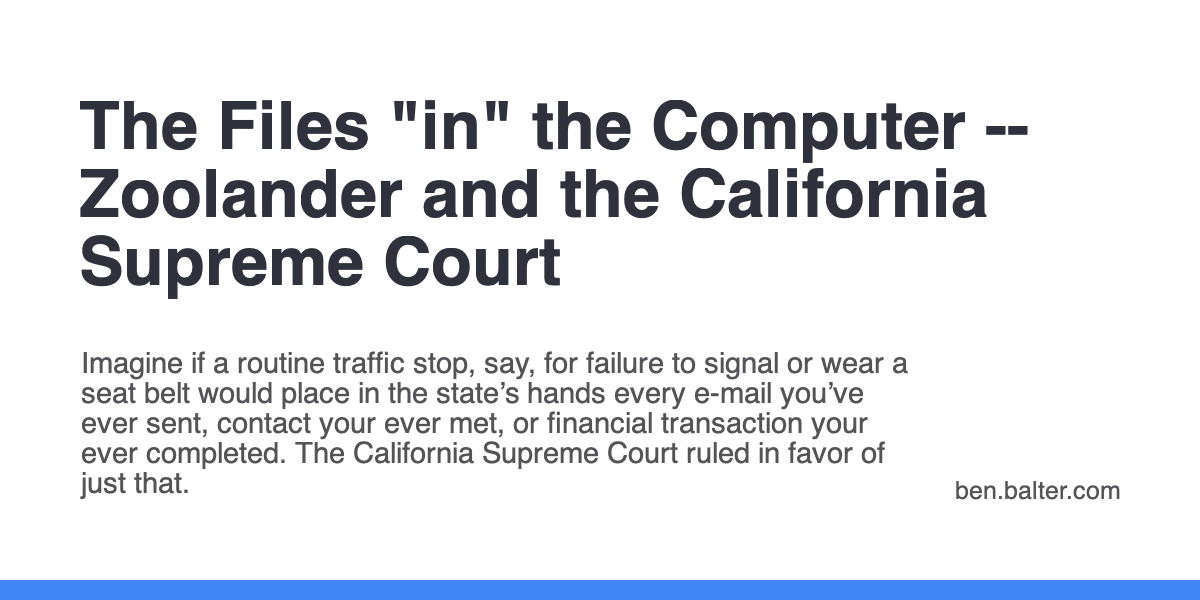 The Files "in" the Computer --
Zoolander and the California
Supreme Court
Imagine if a routine traffic stop, say, for failure to signal or wear a
seat belt would place in the state’s hands every e-mail you’ve
ever sent, contact your ever met, or financial transaction your
ever completed. The California Supreme Court ruled in favor of
just that.
ben.balter.com